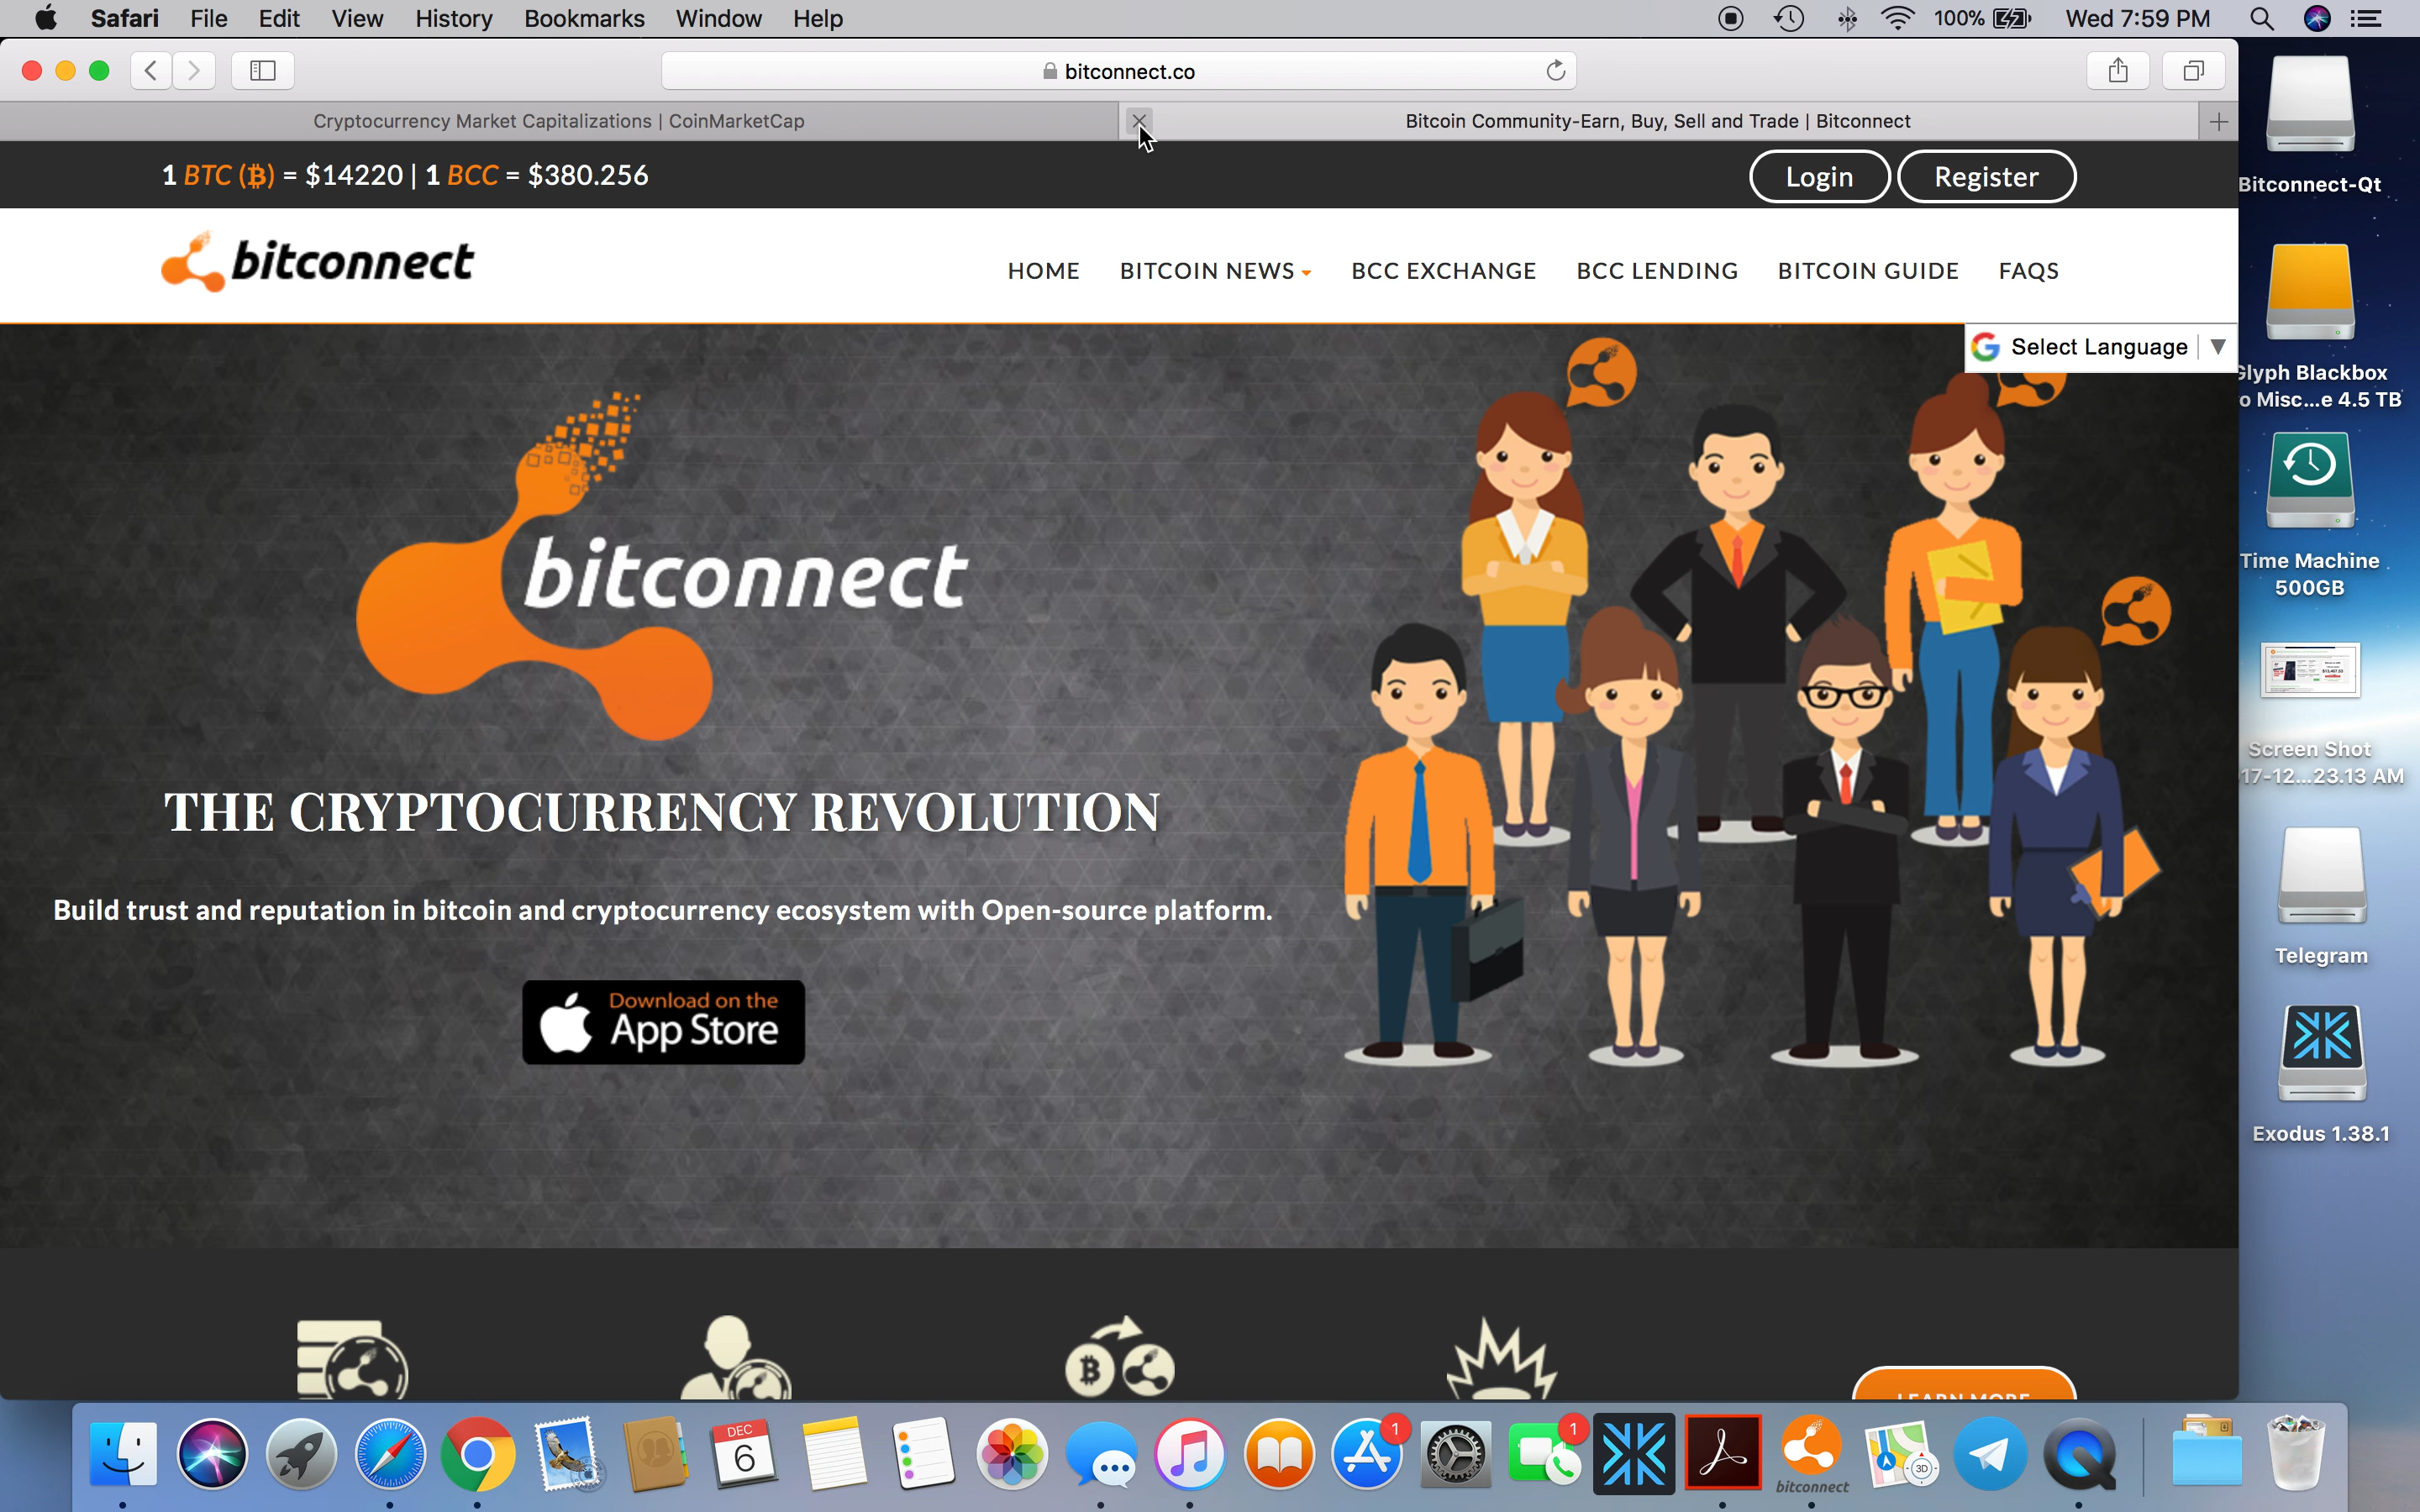 Safari File Edit View History Bookmarks Window Help 100% Wed 7:59 PM
bitconnect.co
Cryptocurrency Market Capitalizations | CoinMarketCap
Bitcoin Community-Earn, Buy, Sell and Trade | Bitconnect
1 BTC (₿) = $14220 | 1 BCC = $380.256
Login Register
bitconnect
HOME BITCOIN NEWS BCC EXCHANGE BCC LENDING BITCOIN GUIDE FAQS
Select Language
bitconnect
THE CRYPTOCURRENCY REVOLUTION
Build trust and reputation in bitcoin and cryptocurrency ecosystem with Open-source platform.
Download on the
App Store
LEARN MORE
Bitconnect-Qt
Glyph Blackbox
o Misc...e 4.5 TB
Time Machine
500GB
Screen Shot
17-12...23.13 AM
Telegram
Exodus 1.38.1
DEC
6
1
1
bitconnect
3D